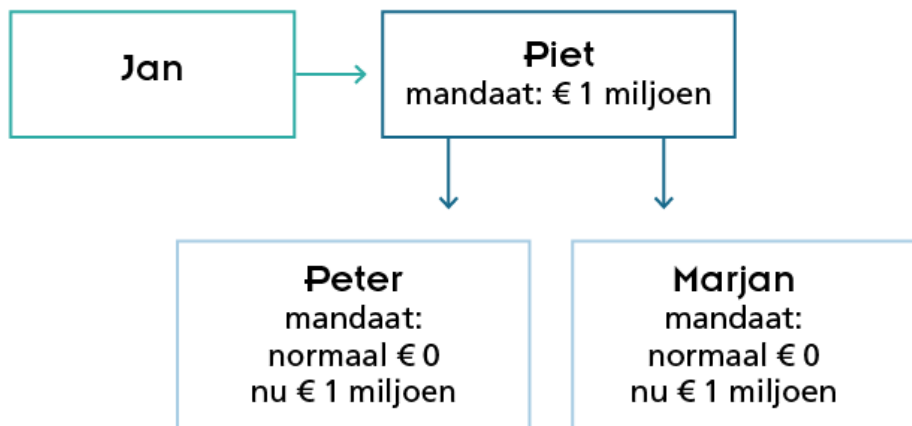 Jan
Piet
mandaat: € 1 miljoen
Peter
mandaat:
normaal € 0
nu € 1 miljoen
Marjan
mandaat:
normaal € 0
nu € 1 miljoen